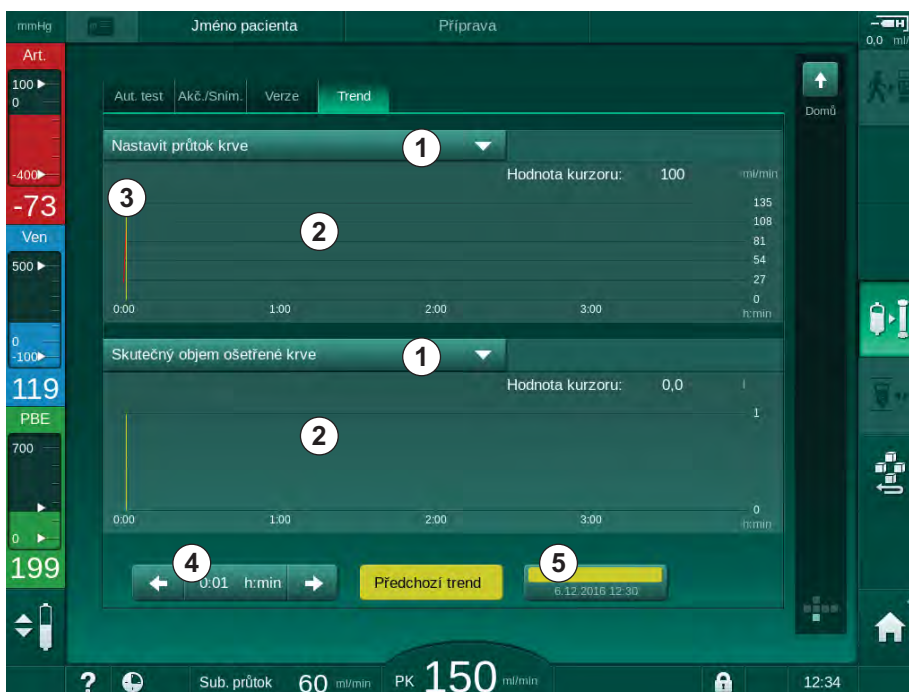 mmHg
Jméno pacienta
Příprava
H
0,0 ml/
Art.
100
0
-400
-73
Ven
500
0
-100
119
PBE
700
0
199
Aut. test Akč./Sním. Verze Trend
Domů
Nastavit průtok krve
1
Hodnota kurzoru: 100 ml/min
3
2
135
108
81
54
27
0
0:00 1:00 2:00 3:00 h:min
Skutečný objem ošetřené krve
1
Hodnota kurzoru: 0,0 l
2
1
0
0:00 1:00 2:00 3:00 h:min
4
0:01 h:min
Předchozí trend
5
6.12.2016 12:30
? Sub. průtok 60 ml/min PK 150 ml/min 12:34